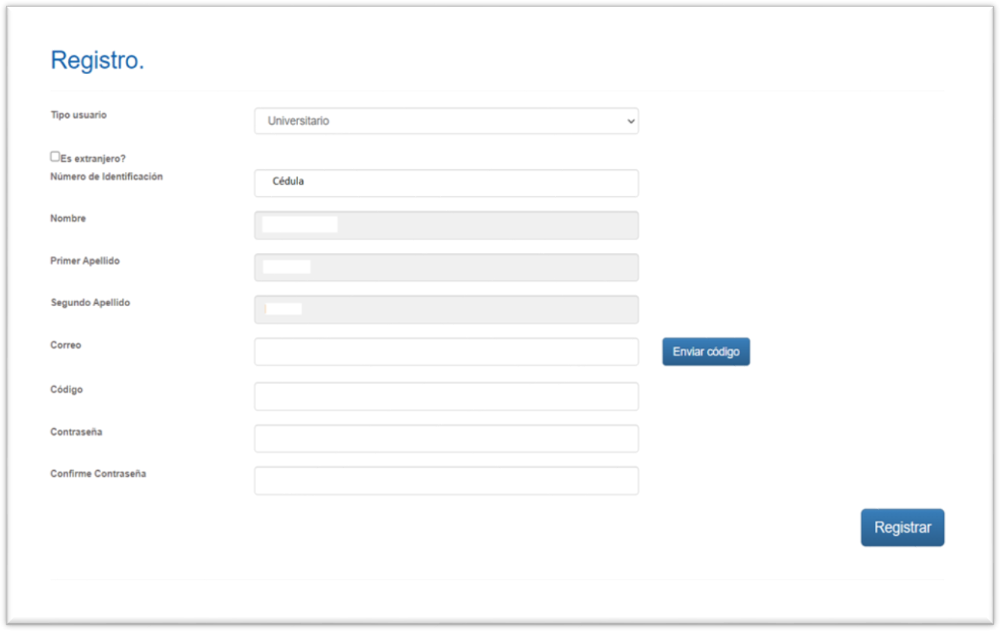 Registro.
Tipo usuario
Universitario
Es extranjero?
Número de Identificación
Cédula
Nombre
Primer Apellido
Segundo Apellido
Correo
Enviar código
Código
Contraseña
Confirme Contraseña
Registrar